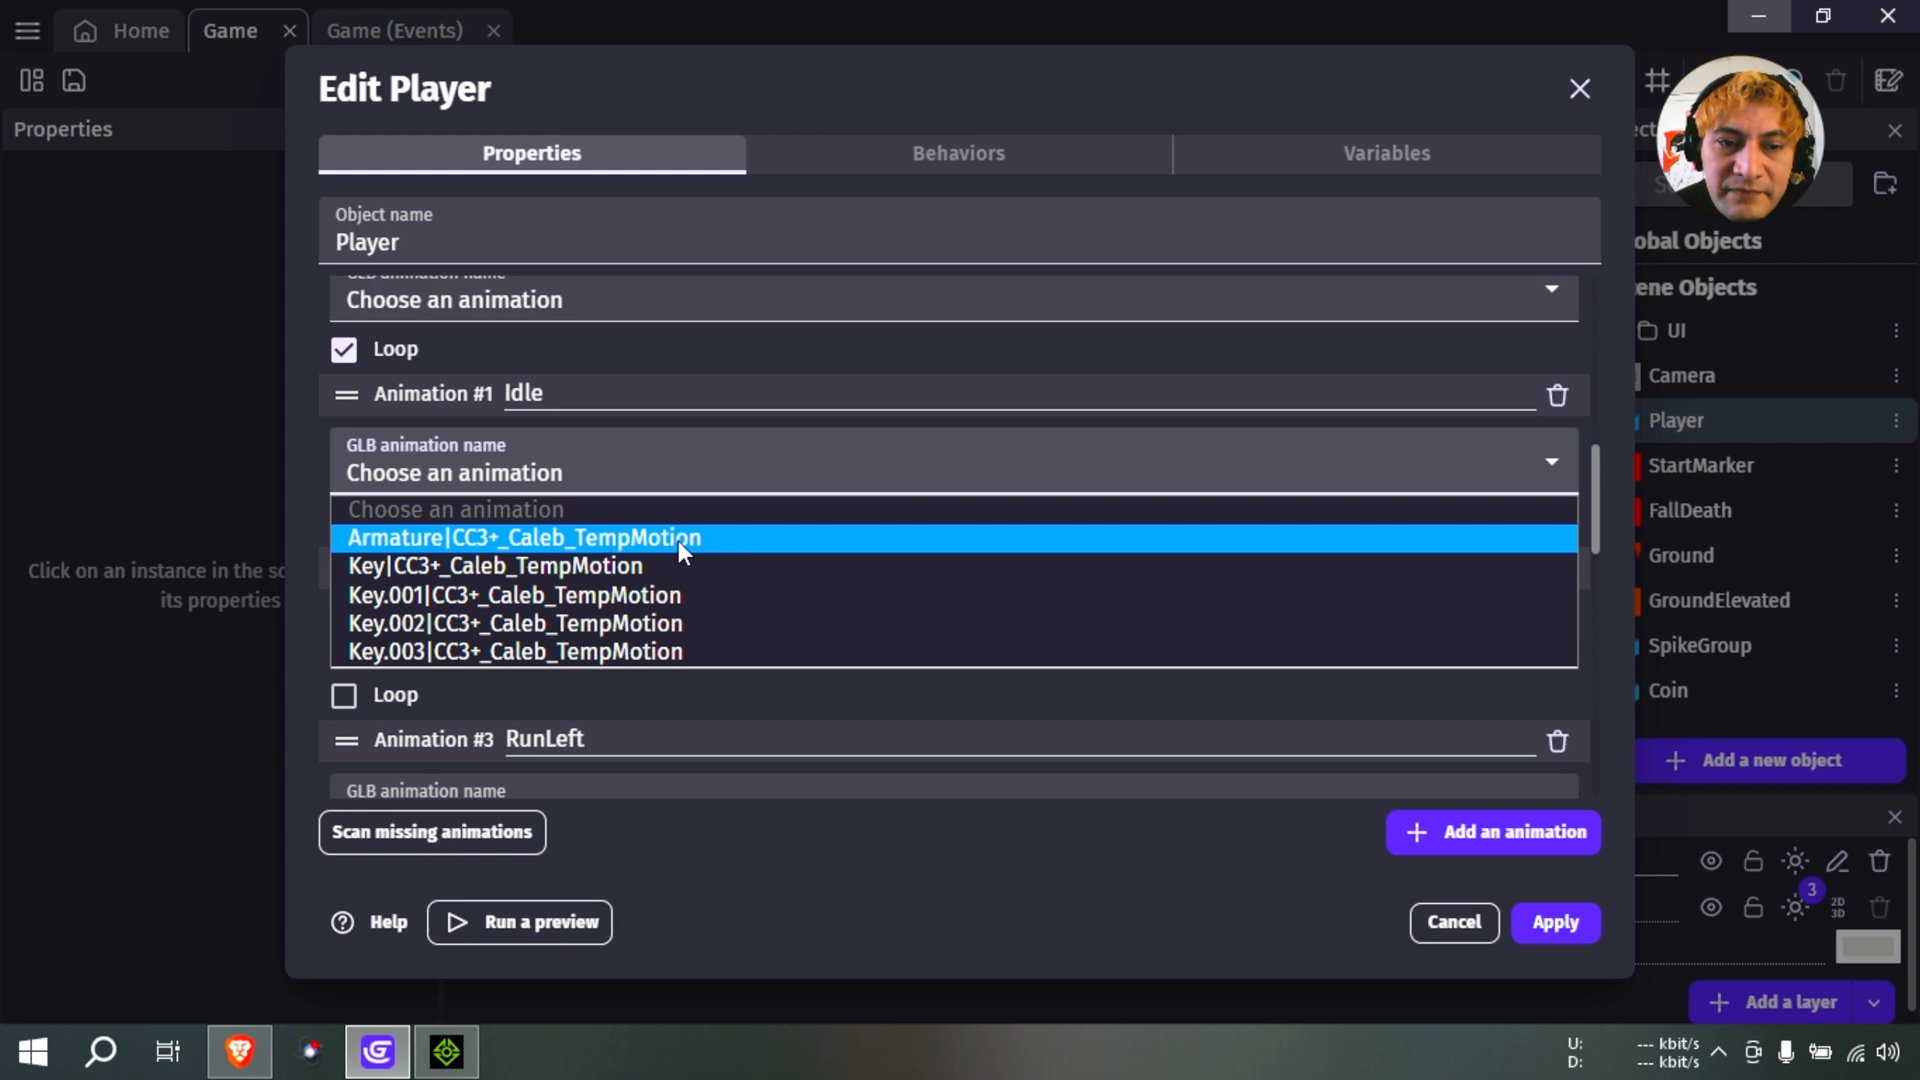 Home
Game
Game (Events)
Properties
Click on an instance in the sc
its properties
Edit Player
Properties
Behaviors
Variables
Object name
Player
Choose an animation
Loop
Animation #1 Idle
GLB animation name
Choose an animation
Choose an animation
Armature|CC3+_Caleb_TempMotion
Key|CC3+_Caleb_TempMotion
Key.001|CC3+_Caleb_TempMotion
Key.002|CC3+_Caleb_TempMotion
Key.003|CC3+_Caleb_TempMotion
Loop
Animation #3 RunLeft
GLB animation name
Scan missing animations
Add an animation
Help
Run a preview
Cancel
Apply
obal Objects
ene Objects
UI
Camera
Player
StartMarker
FallDeath
Ground
GroundElevated
SpikeGroup
Coin
Add a new object
3
2D
3D
Add a layer
U: --- kbit/s
D: --- kbit/s